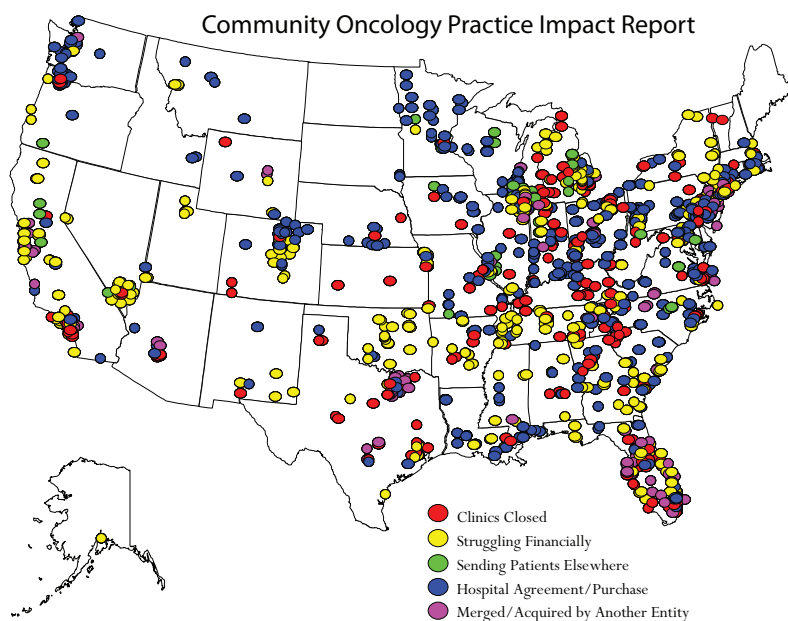 Community Oncology Practice Impact Report
Clinics Closed
Struggling Financially
Sending Patients Elsewhere
Hospital Agreement/Purchase
Merged/Acquired by Another Entity